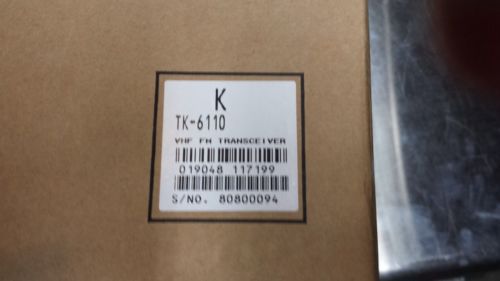 K
TK-6110
VHF FM TRANSCEIVER
019048 117199
S/NO. 80800094